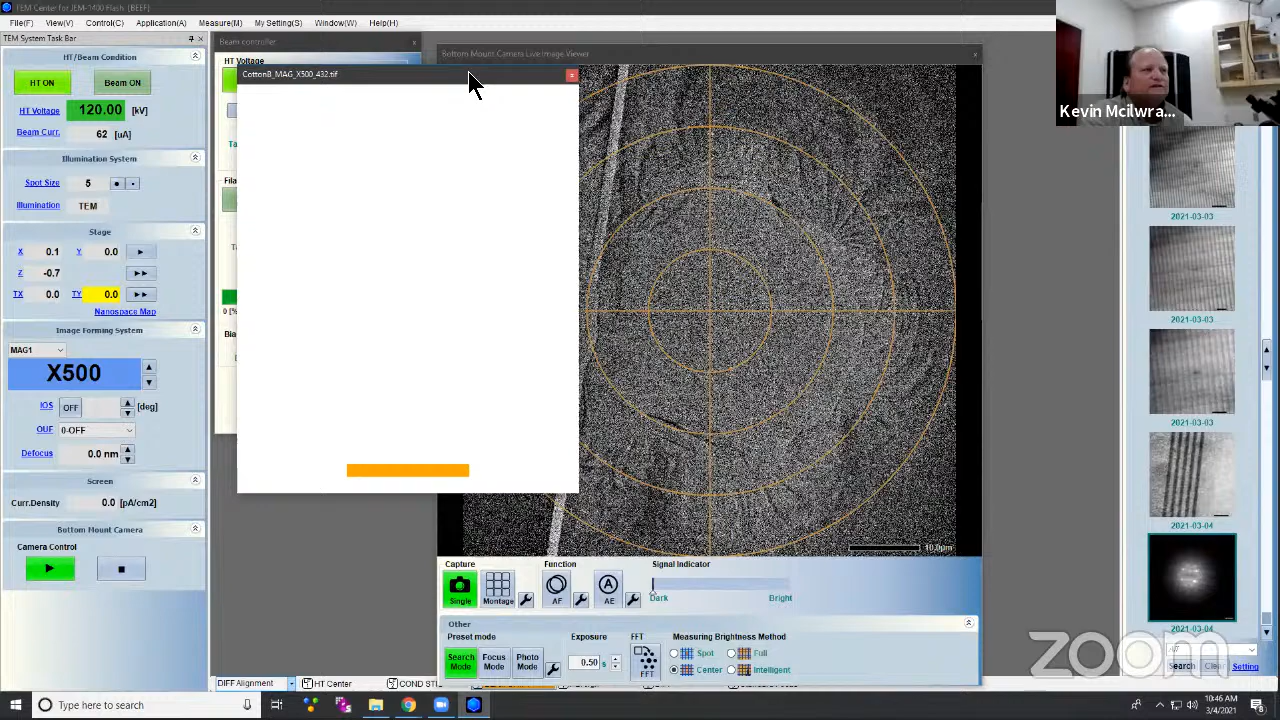 TEM Center for JEM-1400 Flash (BEEF)
File(F) View(V) Control(C) Application(A) Measure(M) My Setting(S) Window(W) Help(H)
TEM System Task Bar
HT/Beam Condition
HT ON Beam ON
HT Voltage 120.00 [kV]
Beam Curr. 62 [uA]
Illumination System
Spot Size 5
Illumination TEM
Stage
X 0.1 Y 0.0
Z -0.7
TX 0.0 TY 0.0
Nanospace Map
Image Forming System
MAG1
X500
IOS OFF [deg]
OUF 0-OFF
Defocus 0.0 nm
Screen
Curr.Density 0.0 [pA/cm2]
Bottom Mount Camera
Camera Control
Beam controller
HT Voltage
CottonB_MAG_X500_432.tif
Bottom Mount Camera Live Image Viewer
10.0µm
Capture Function Signal Indicator
Single Montage AF AE
Dark Bright
Other
Preset mode Exposure FFT Measuring Brightness Method
Search Mode Focus Mode Photo Mode 0.50 s FFT
Spot Full
Center Intelligent
DIFF Alignment HT Center
Kevin Mcilwra...
2021-03-03
2021-03-03
2021-03-03
2021-03-04
2021-03-04
Search Clear Setting
zoom
Type here to search
10:46 AM
3/4/2021